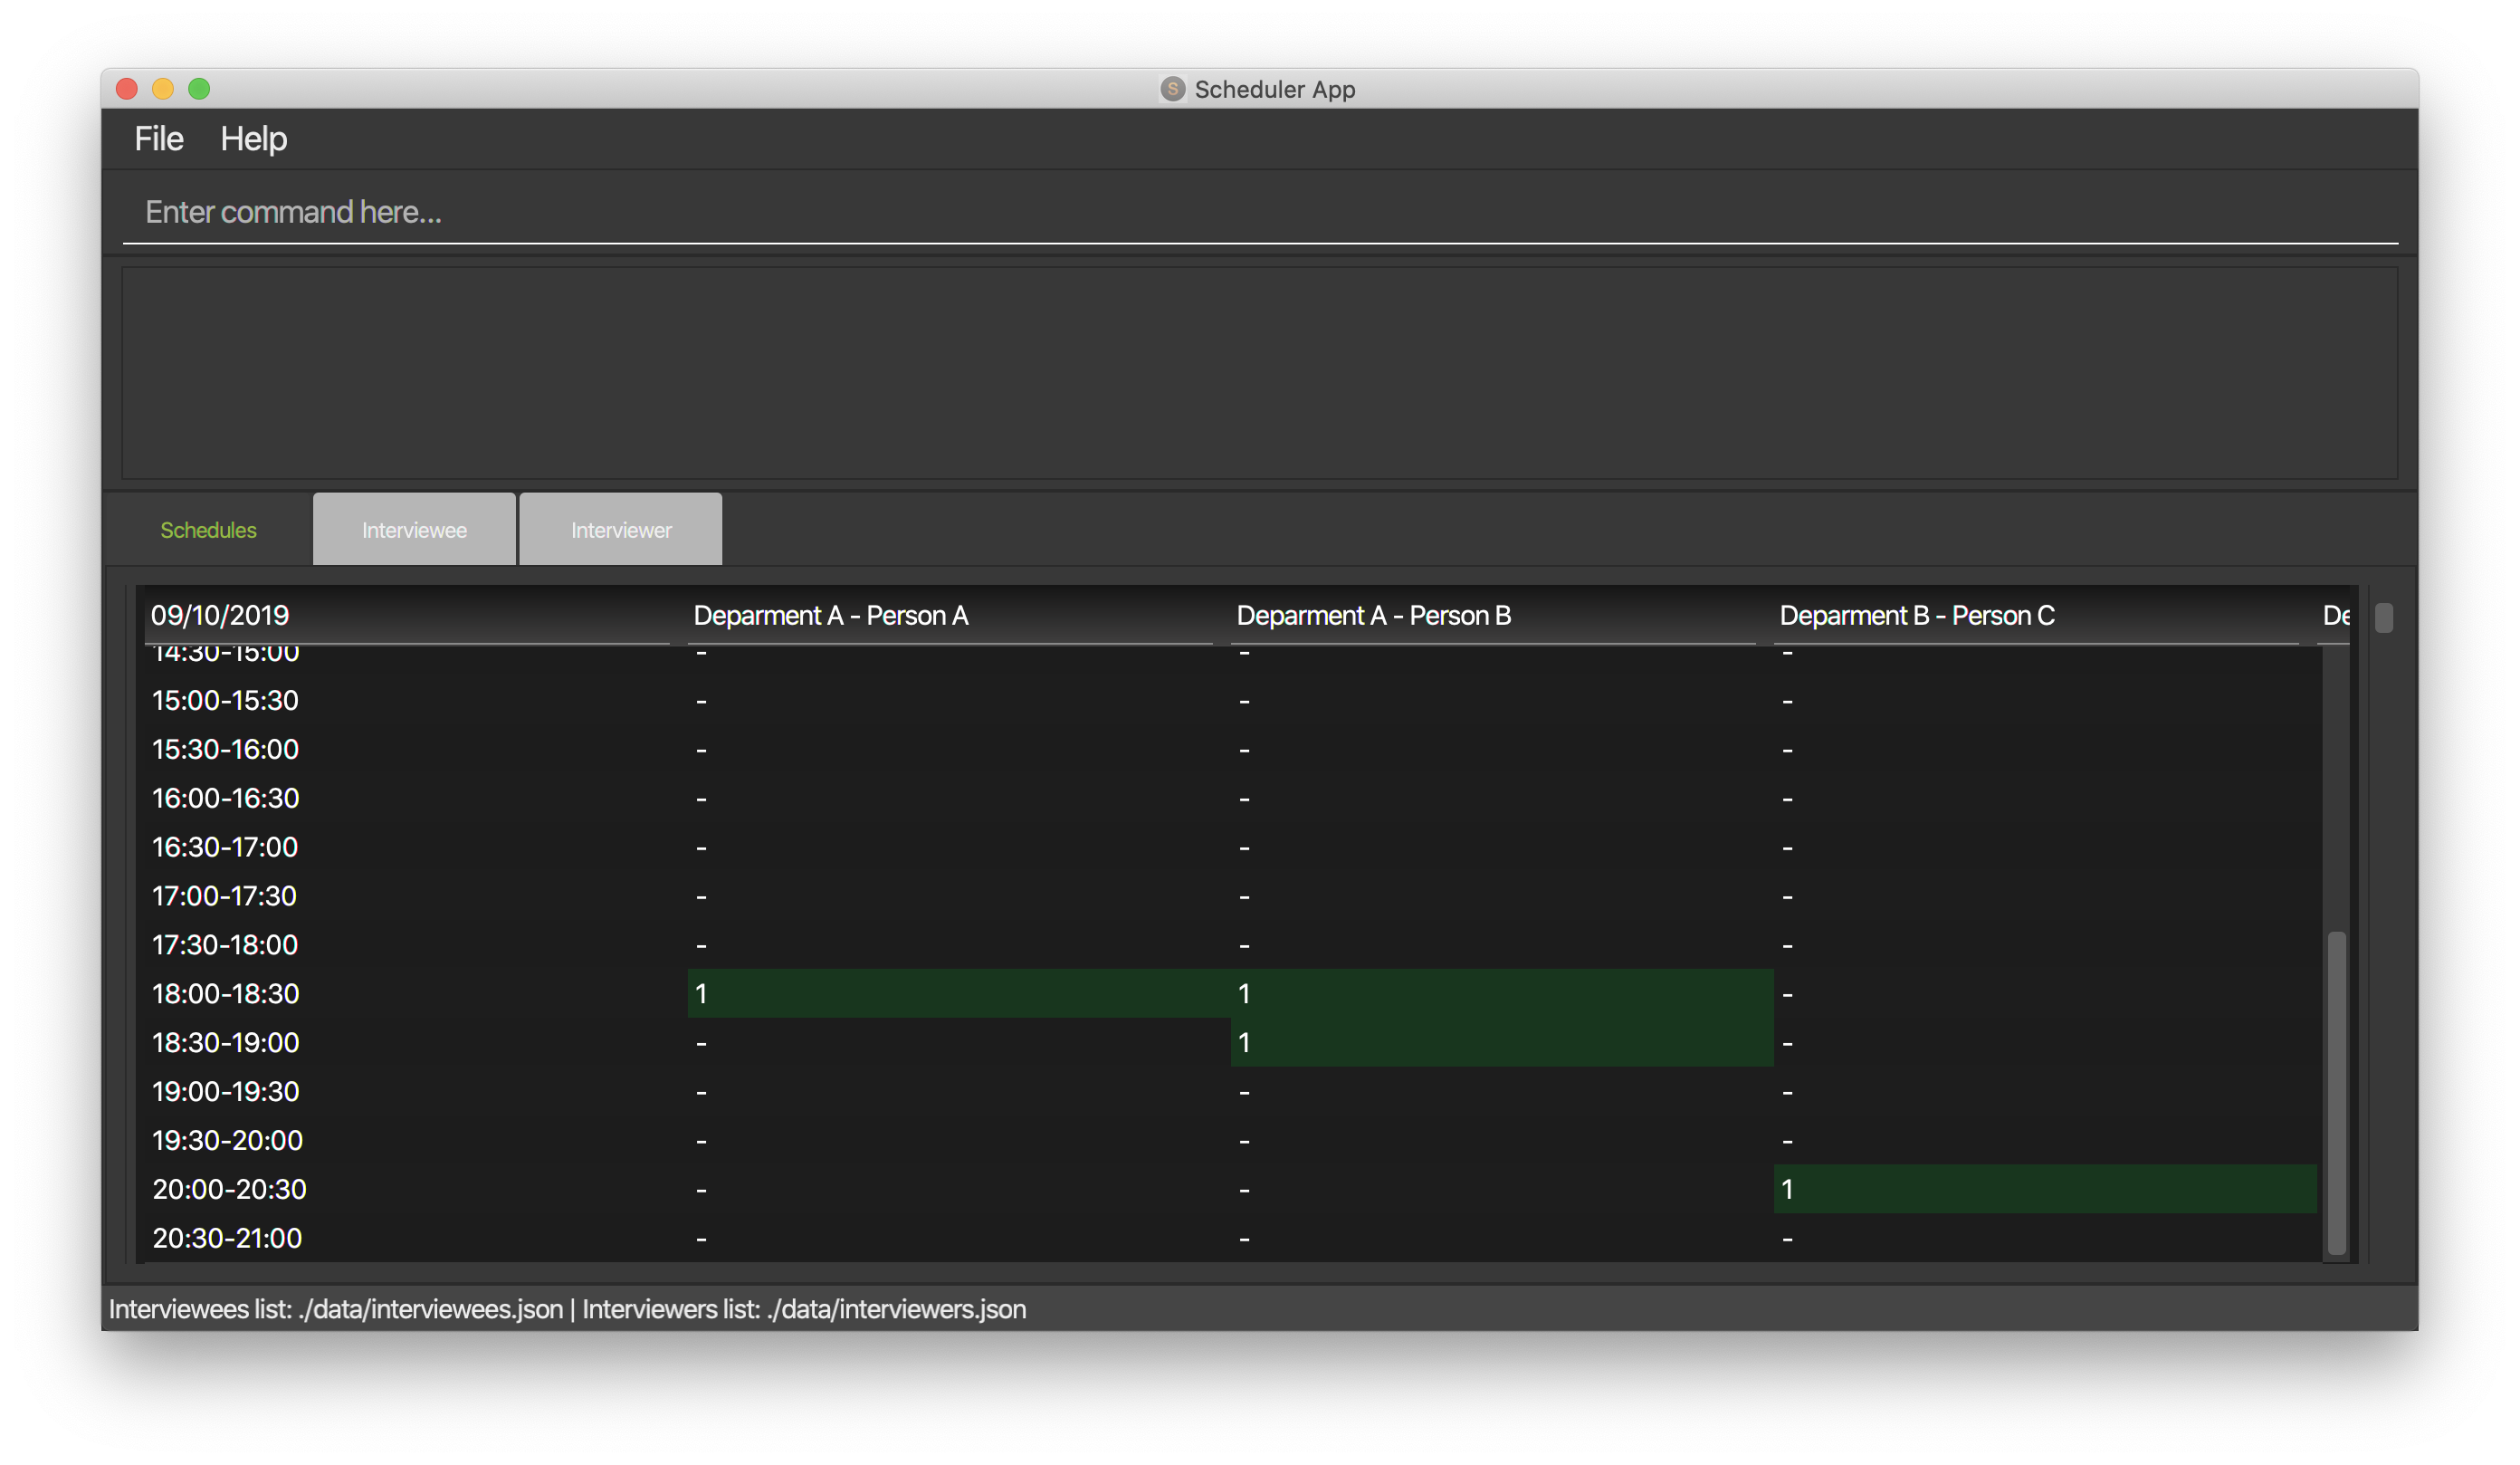 S Scheduler App
File Help
Enter command here...
Schedules Interviewee Interviewer
09/10/2019 Deparment A - Person A Deparment A - Person B Deparment B - Person C De
14:30-15:00 - - -
15:00-15:30 - - -
15:30-16:00 - - -
16:00-16:30 - - -
16:30-17:00 - - -
17:00-17:30 - - -
17:30-18:00 - - -
18:00-18:30 1 1 -
18:30-19:00 - 1 -
19:00-19:30 - - -
19:30-20:00 - - -
20:00-20:30 - - 1
20:30-21:00 - - -
Interviewees list: ./data/interviewees.json | Interviewers list: ./data/interviewers.json